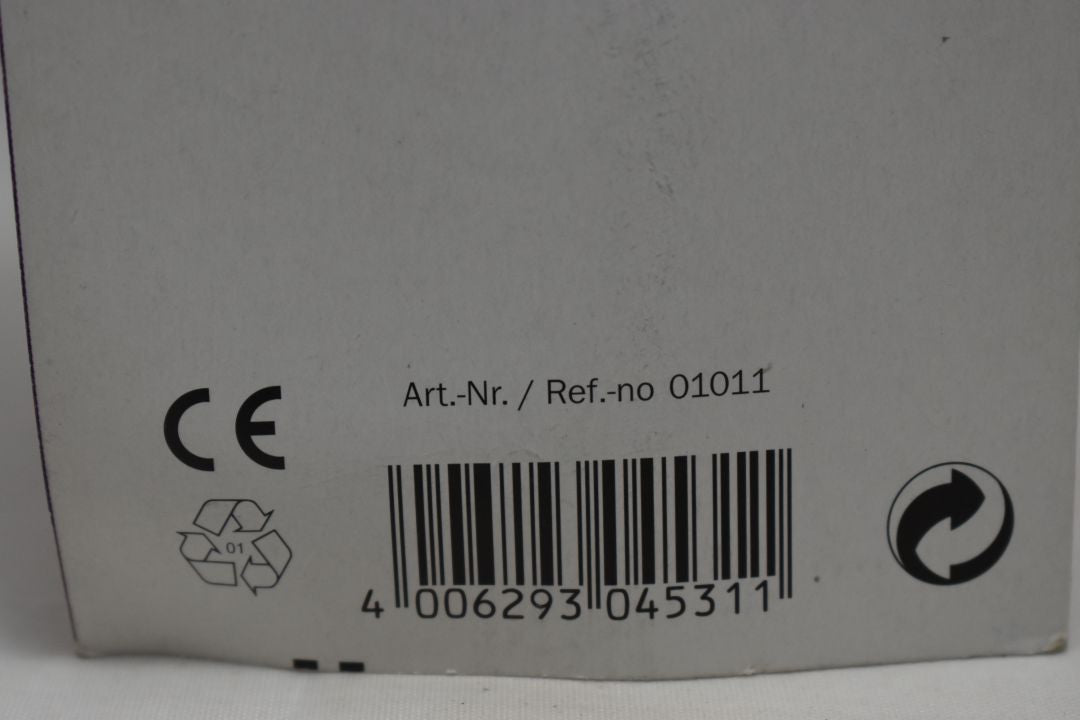 Art.-Nr. / Ref.-no 01011
CE
01
4 006293 045311